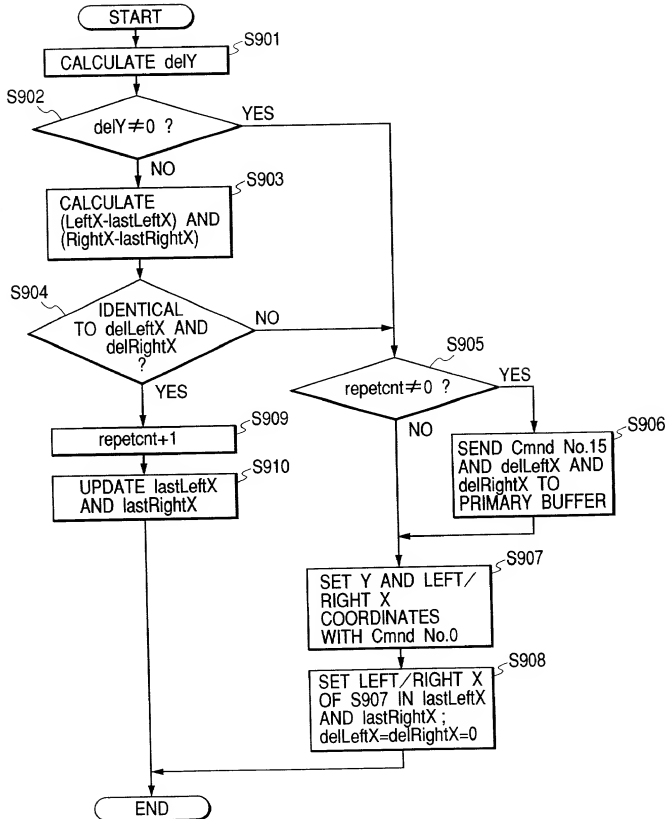 START
S901
CALCULATE delY
S902
delY≠0 ?
YES
NO
S903
CALCULATE
(LeftX-lastLeftX) AND
(RightX-lastRightX)
S904
IDENTICAL
TO delLeftX AND
delRightX
?
NO
YES
S905
repetcnt≠0 ?
YES
NO
S909
repetcnt+1
S906
SEND Cmnd No.15
AND delLeftX AND
delRightX TO
PRIMARY BUFFER
S910
UPDATE lastLeftX
AND lastRightX
S907
SET Y AND LEFT/
RIGHT X
COORDINATES
WITH Cmnd No.0
S908
SET LEFT/RIGHT X
OF S907 IN lastLeftX
AND lastRightX ;
delLeftX=delRightX=0
END